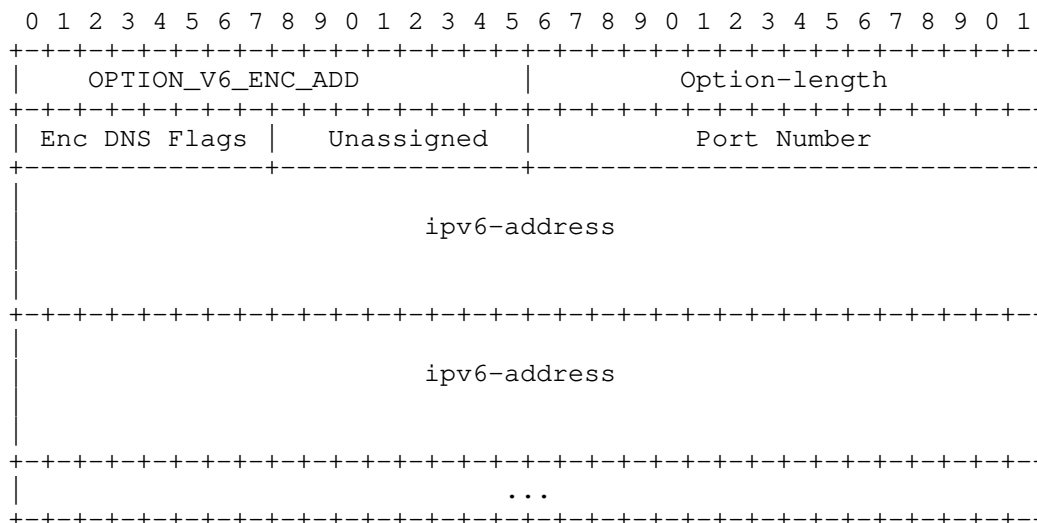 0 1 2 3 4 5 6 7 8 9 0 1 2 3 4 5 6 7 8 9 0 1 2 3 4 5 6 7 8 9 0 1
+-+-+-+-+-+-+-+-+-+-+-+-+-+-+-+-+-+-+-+-+-+-+-+-+-+-+-+-+-+-+-+-
|    OPTION_V6_ENC_ADD          |         Option-length
+-+-+-+-+-+-+-+-+-+-+-+-+-+-+-+-+-+-+-+-+-+-+-+-+-+-+-+-+-+-+-+-
| Enc DNS Flags |   Unassigned  |          Port Number
+---------------+---------------+--------------------------------
|
|                         ipv6-address
|
|
+-+-+-+-+-+-+-+-+-+-+-+-+-+-+-+-+-+-+-+-+-+-+-+-+-+-+-+-+-+-+-+-
|
|                         ipv6-address
|
|
+-+-+-+-+-+-+-+-+-+-+-+-+-+-+-+-+-+-+-+-+-+-+-+-+-+-+-+-+-+-+-+-
|                              ...
+-+-+-+-+-+-+-+-+-+-+-+-+-+-+-+-+-+-+-+-+-+-+-+-+-+-+-+-+-+-+-+-